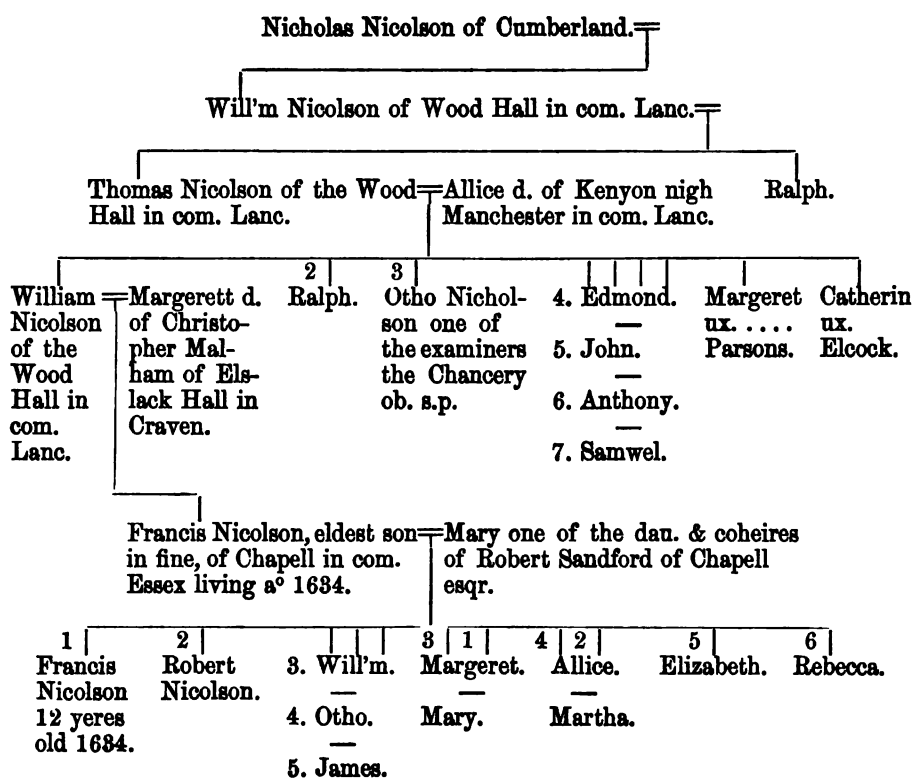 Nicholas Nicolson of Cumberland.
Will'm Nicolson of Wood Hall in com. Lanc.
Thomas Nicolson of the Wood
Hall in com. Lanc.
Allice d. of Kenyon nigh
Manchester in com. Lanc.
Ralph.
William
Nicolson
of the
Wood
Hall in
com.
Lanc.
Margerett d.
of Christo-
pher Mal-
ham of Els-
lack Hall in
Craven.
2
Ralph.
3
Otho Nichol-
son one of
the examiners
the Chancery
ob. s.p.
4. Edmond.
5. John.
6. Anthony.
7. Samwel.
Margeret
ux. . . . . .
Parsons.
Catherin
ux.
Elcock.
Francis Nicolson, eldest son
in fine, of Chapell in com.
Essex living aº 1634.
Mary one of the dau. & coheires
of Robert Sandford of Chapell
esqr.
1
Francis
Nicolson
12 yeres
old 1634.
2
Robert
Nicolson.
3. Will'm.
4. Otho.
5. James.
3 1
Margeret.
Mary.
4 2
Allice.
Martha.
5
Elizabeth.
6
Rebecca.